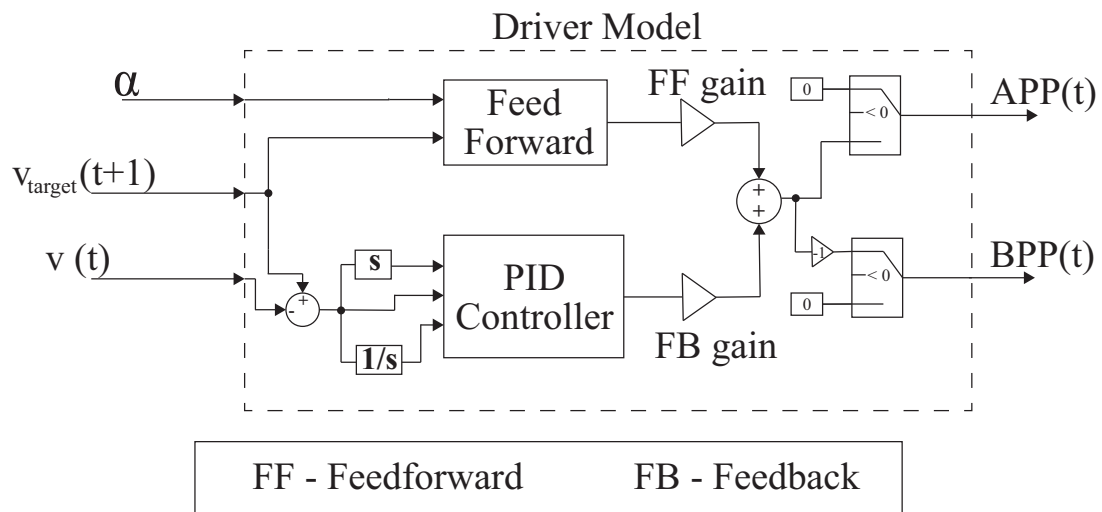 Driver Model
α
Feed
Forward
FF gain
0
< 0
APP(t)
v_target(t+1)
+
+
v (t)
s
+
-
PID
Controller
1/s
FB gain
-1
< 0
0
BPP(t)
FF - Feedforward FB - Feedback